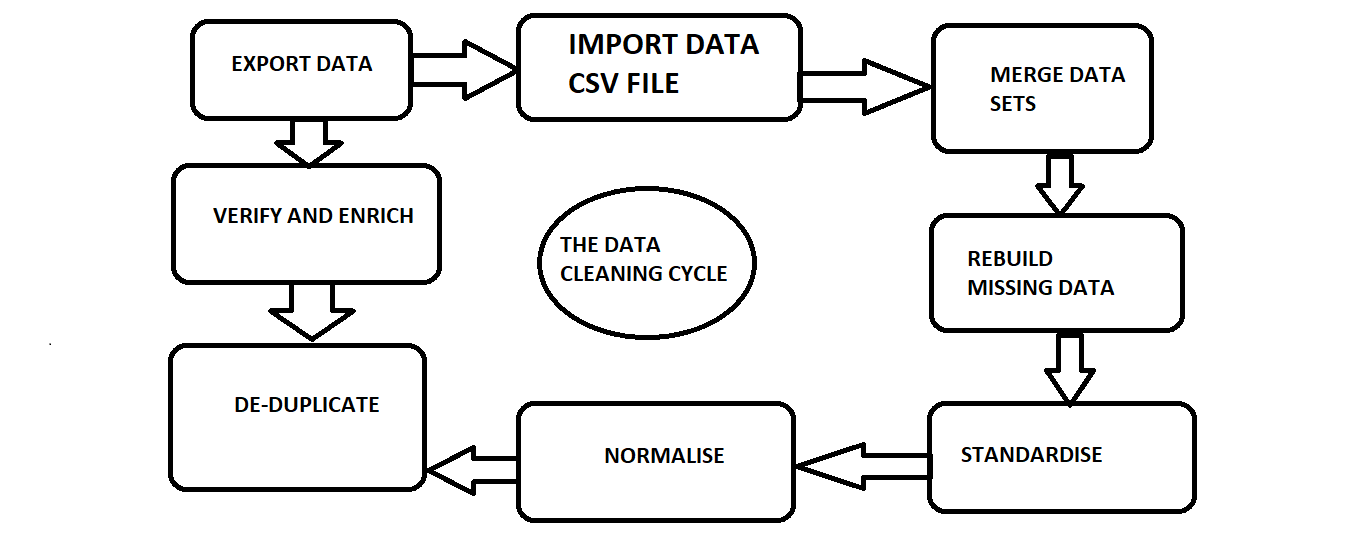 EXPORT DATA
IMPORT DATA
CSV FILE
MERGE DATA
SETS
VERIFY AND ENRICH
THE DATA
CLEANING CYCLE
REBUILD
MISSING DATA
DE-DUPLICATE
NORMALISE
STANDARDISE